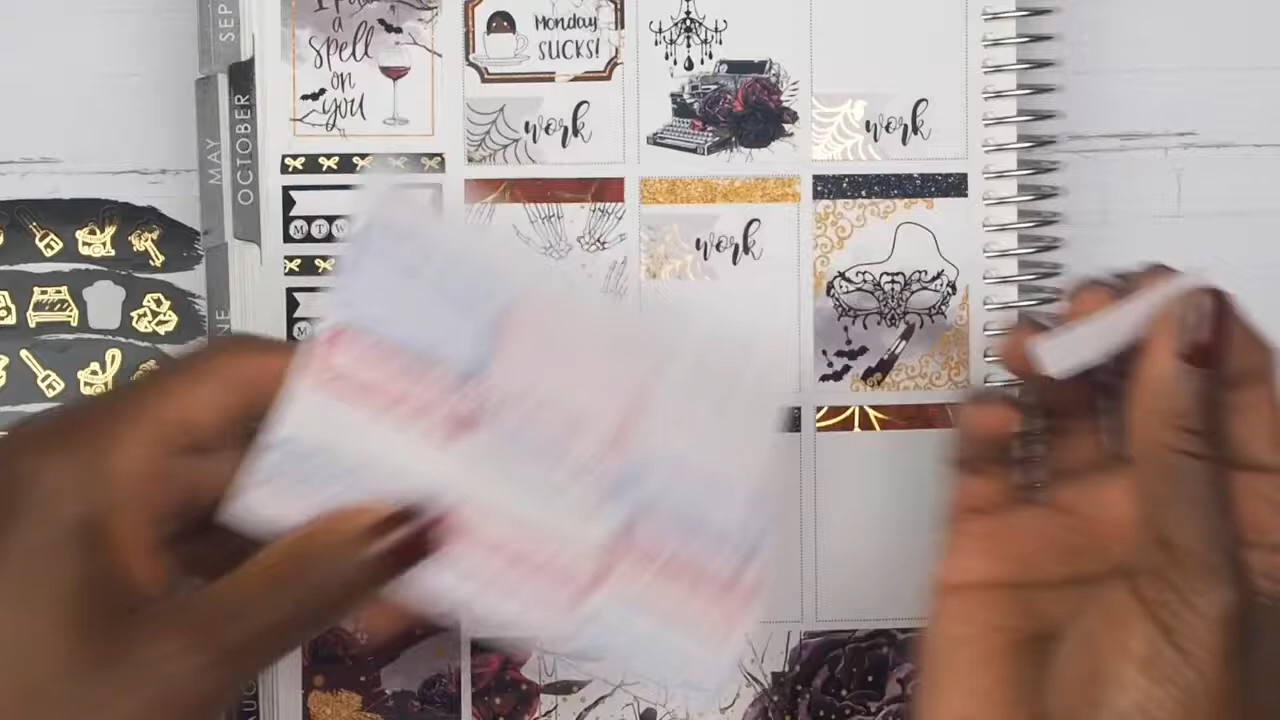 SEP
MAY
OCTOBER
a
spell
on
you
Monday
SUCKS!
work
work
work
M T W
M